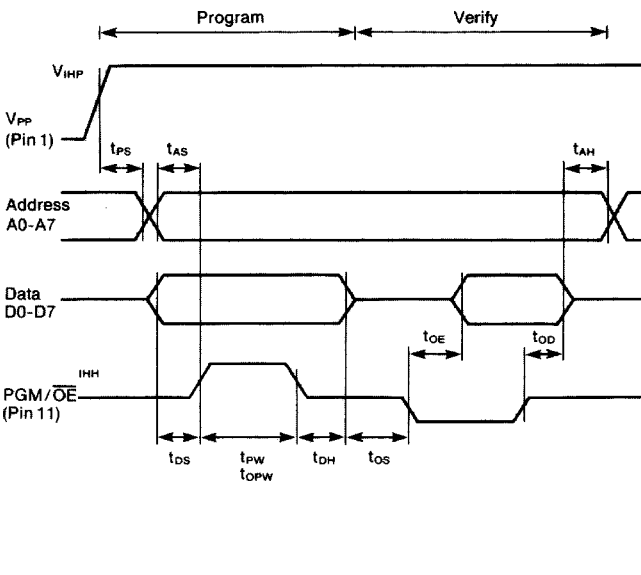 Program
Verify
VIHP
VPP
(Pin 1)
tPS
tAS
tAH
Address
A0-A7
Data
D0-D7
tOE
tOD
IHH
PGM/O̅E̅
(Pin 11)
tDS
tPW
tOPW
tDH
tOS